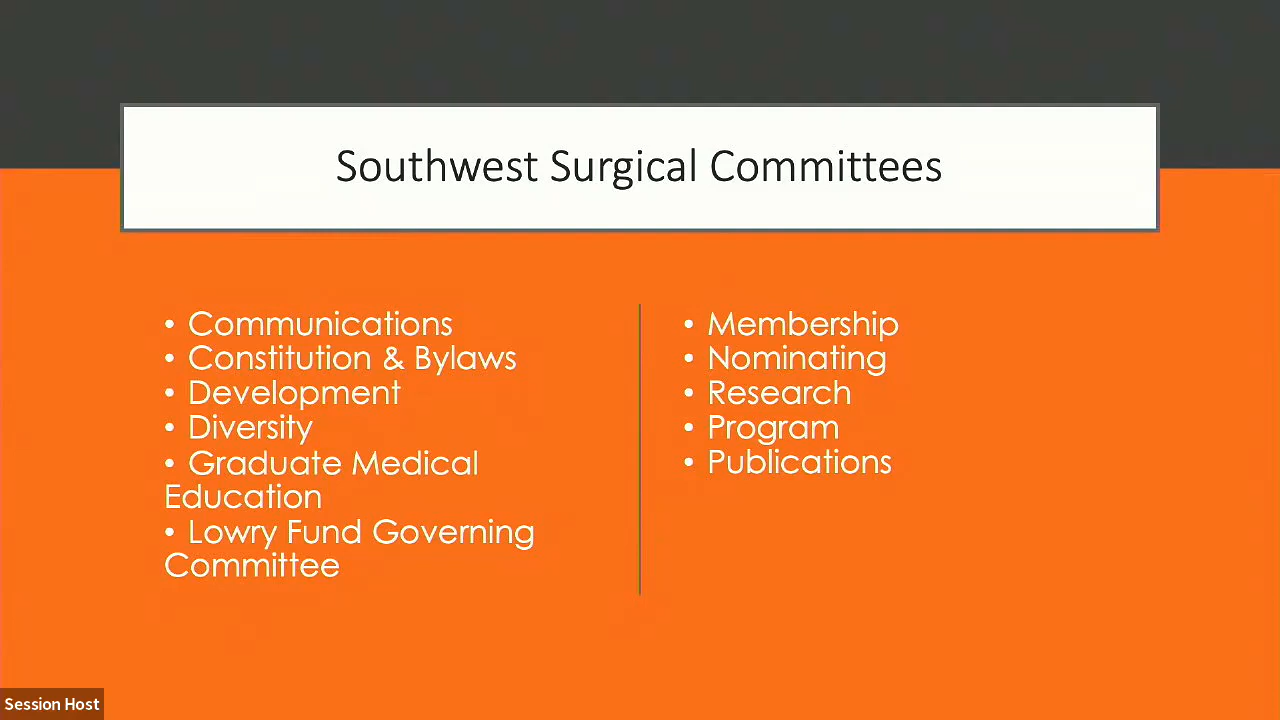 Southwest Surgical Committees
• Communications
• Constitution & Bylaws
• Development
• Diversity
• Graduate Medical
Education
• Lowry Fund Governing
Committee
• Membership
• Nominating
• Research
• Program
• Publications
Session Host